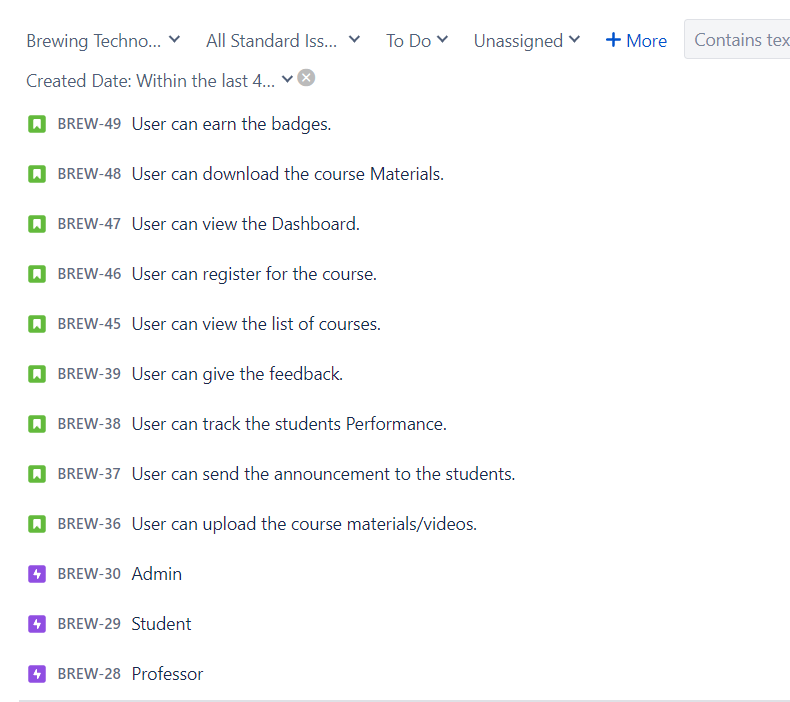 Brewing Techno... All Standard Iss... To Do Unassigned + More Contains tex
Created Date: Within the last 4...
BREW-49 User can earn the badges.
BREW-48 User can download the course Materials.
BREW-47 User can view the Dashboard.
BREW-46 User can register for the course.
BREW-45 User can view the list of courses.
BREW-39 User can give the feedback.
BREW-38 User can track the students Performance.
BREW-37 User can send the announcement to the students.
BREW-36 User can upload the course materials/videos.
BREW-30 Admin
BREW-29 Student
BREW-28 Professor